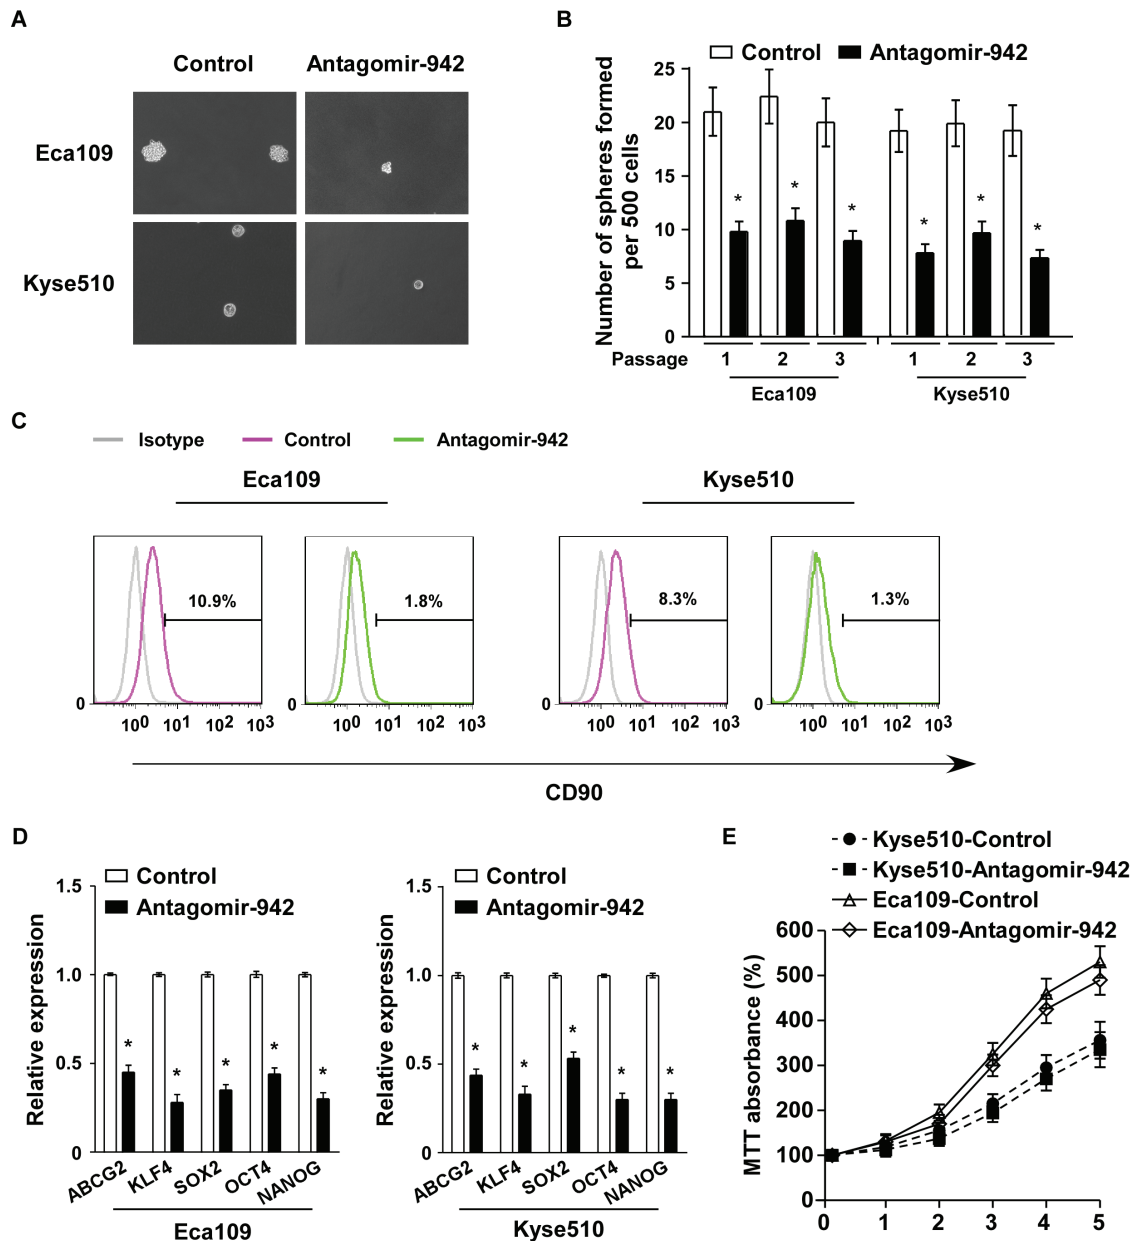 A
Control
Antagomir-942
Eca109
Kyse510
B
Control
Antagomir-942
Number of spheres formed
per 500 cells
25
20
15
10
5
0
* * * * * *
Passage 1 2 3 1 2 3
Eca109 Kyse510
C
Isotype Control Antagomir-942
Eca109 Kyse510
10.9% 1.8% 8.3% 1.3%
0 0 0 0
10⁰ 10¹ 10² 10³ 10⁰ 10¹ 10² 10³ 10⁰ 10¹ 10² 10³ 10⁰ 10¹ 10² 10³
CD90
D
Control
Antagomir-942
Relative expression
1.5
1.0
0.5
0
* * * * *
ABCG2 KLF4 SOX2 OCT4 NANOG
Eca109
Control
Antagomir-942
Relative expression
1.5
1.0
0.5
0
* * * * *
ABCG2 KLF4 SOX2 OCT4 NANOG
Kyse510
E
Kyse510-Control
Kyse510-Antagomir-942
Eca109-Control
Eca109-Antagomir-942
MTT absorbance (%)
600
500
400
300
200
100
0
0 1 2 3 4 5